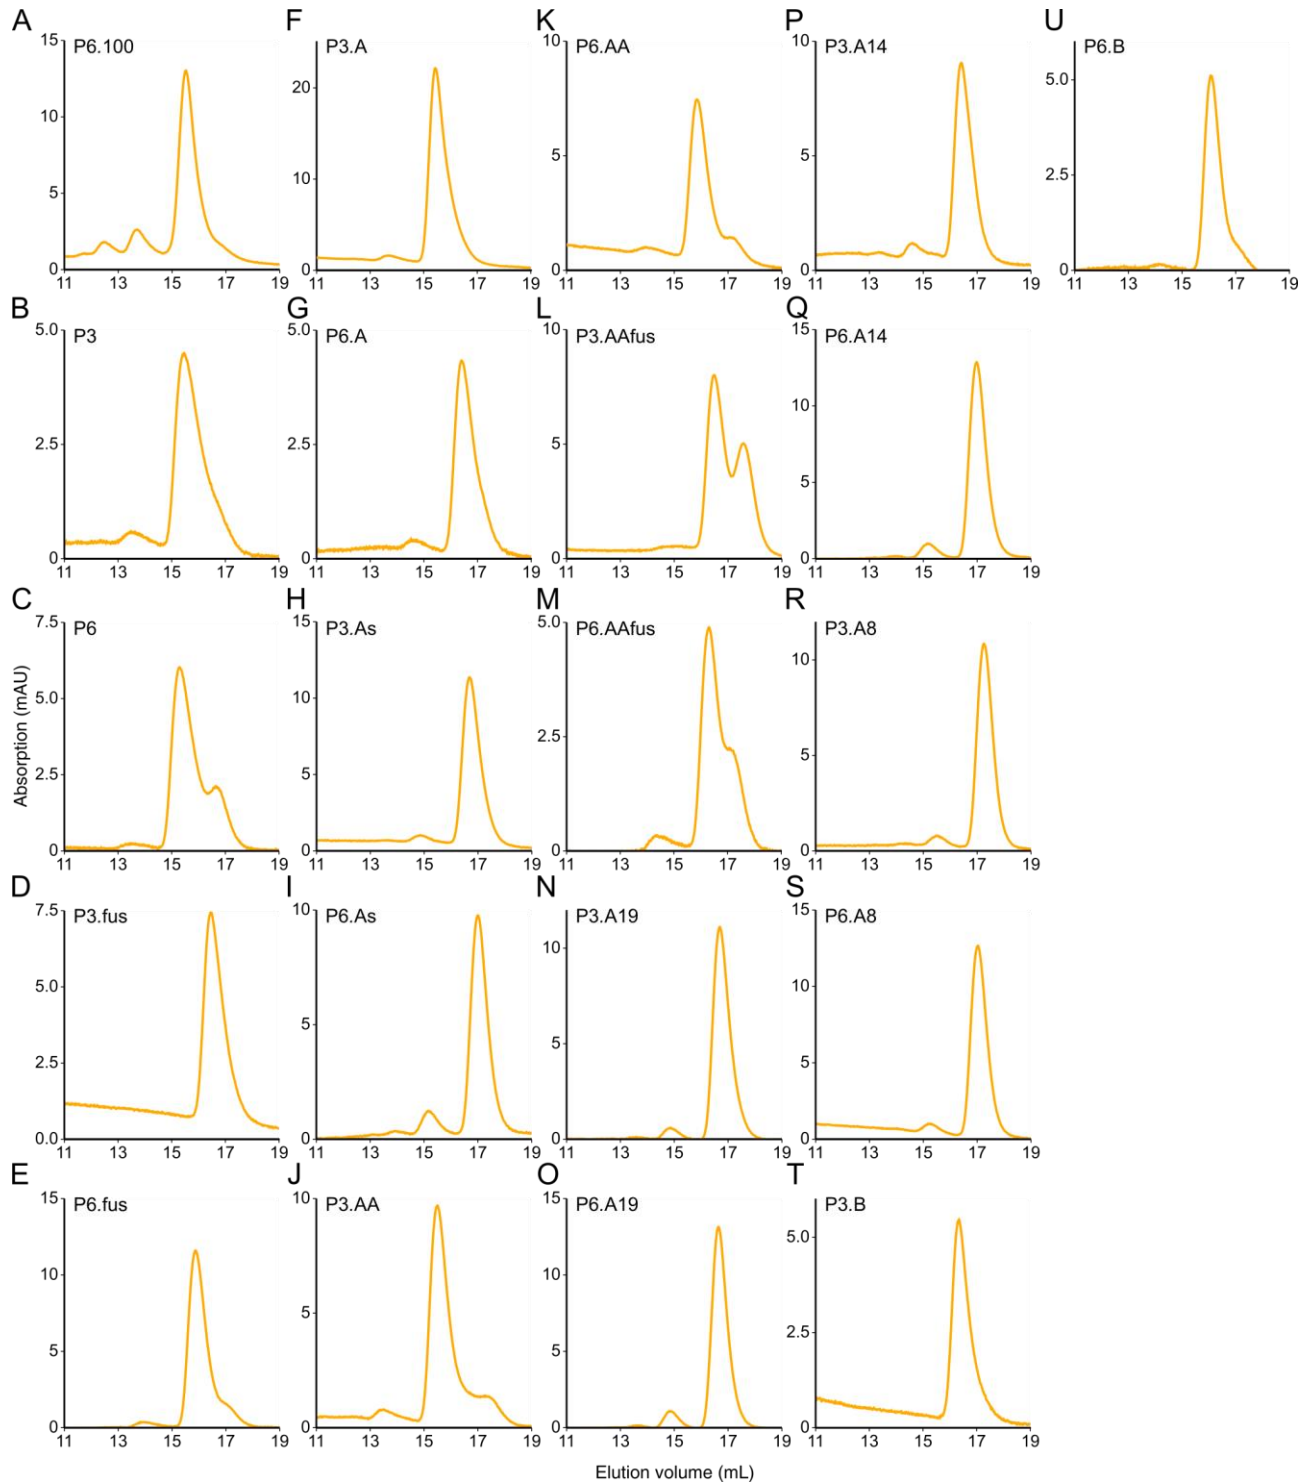 A F K P U
P6.100 P3.A P6.AA P3.A14 P6.B
15 20 10 10 5.0
10 5 5
5 10 2.5
0 0 0 0 0
11 13 15 17 19 11 13 15 17 19 11 13 15 17 19 11 13 15 17 19 11 13 15 17 19
B G L Q
P3 P6.A P3.AAfus P6.A14
5.0 5.0 10 15
10
2.5 2.5 5
5
0 0 0 0
11 13 15 17 19 11 13 15 17 19 11 13 15 17 19 11 13 15 17 19
C H M R
P6 P3.As P6.AAfus P3.A8
7.5 15 5.0 10
5.0 10
2.5 5
2.5 5
0 0 0 0
11 13 15 17 19 11 13 15 17 19 11 13 15 17 19 11 13 15 17 19
Absorption (mAU)
D I N S
P3.fus P6.As P3.A19 P6.A8
7.5 10 10 15
5.0 10
5 5
2.5 5
0.0 0 0 0
11 13 15 17 19 11 13 15 17 19 11 13 15 17 19 11 13 15 17 19
E J O T
P6.fus P3.AA P6.A19 P3.B
15 10 15 5.0
10 10
5 2.5
5 5
0 0 0 0
11 13 15 17 19 11 13 15 17 19 11 13 15 17 19 11 13 15 17 19
Elution volume (mL)